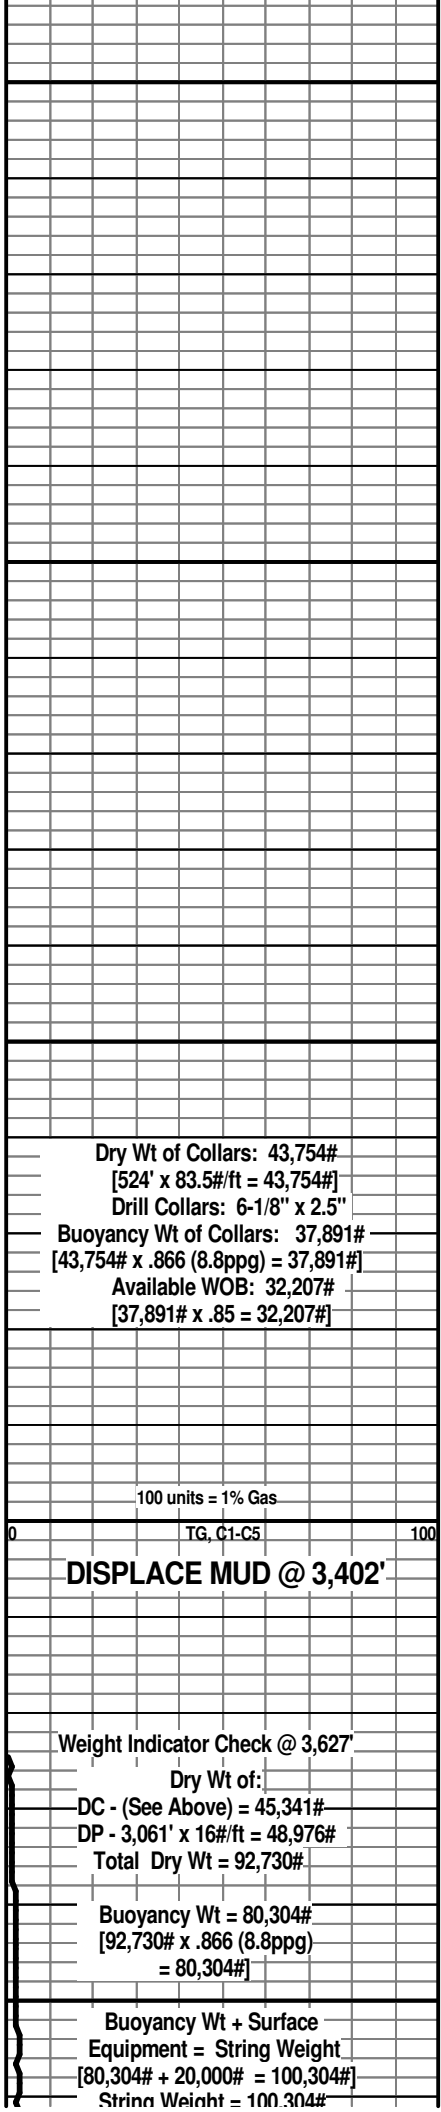 Dry Wt of Collars: 43,754#
[524' x 83.5#/ft = 43,754#]
Drill Collars: 6-1/8" x 2.5"
Buoyancy Wt of Collars: 37,891#
[43,754# x .866 (8.8ppg) = 37,891#]
Available WOB: 32,207#
[37,891# x .85 = 32,207#]
100 units = 1% Gas
0 TG, C1-C5 100
DISPLACE MUD @ 3,402'
Weight Indicator Check @ 3,627'
Dry Wt of:
DC - (See Above) = 45,341#
DP - 3,061' x 16#/ft = 48,976#
Total Dry Wt = 92,730#
Buoyancy Wt = 80,304#
[92,730# x .866 (8.8ppg)
= 80,304#]
Buoyancy Wt + Surface
Equipment = String Weight
[80,304# + 20,000# = 100,304#]
String Weight = 100,304#